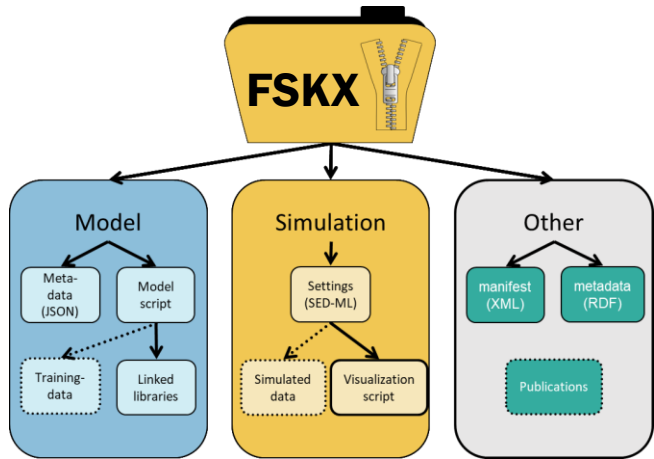 FSKX
Model
Meta-
data
(JSON)
Model
script
Training-
data
Linked
libraries
Simulation
Settings
(SED-ML)
Simulated
data
Visualization
script
Other
manifest
(XML)
metadata
(RDF)
Publications